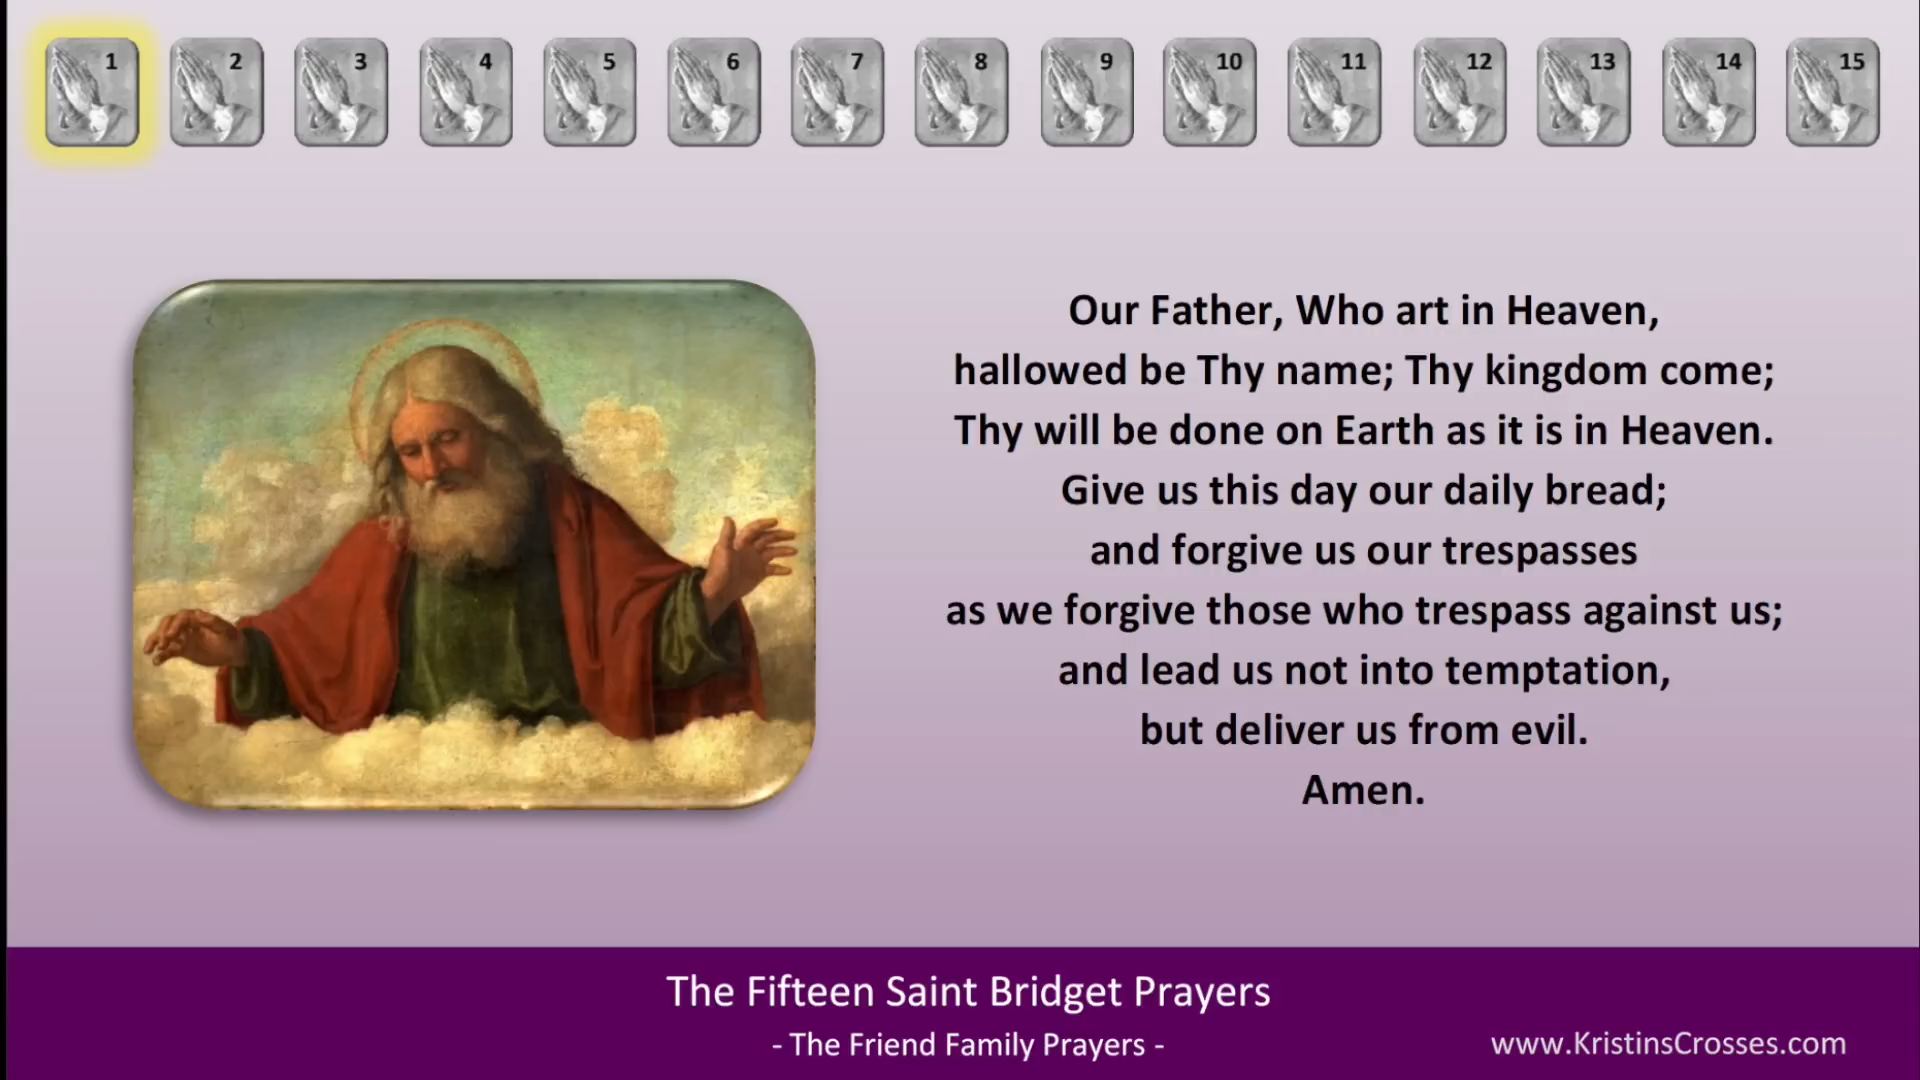 1 2 3 4 5 6 7 8 9 10 11 12 13 14 15
Our Father, Who art in Heaven,
hallowed be Thy name; Thy kingdom come;
Thy will be done on Earth as it is in Heaven.
Give us this day our daily bread;
and forgive us our trespasses
as we forgive those who trespass against us;
and lead us not into temptation,
but deliver us from evil.
Amen.
The Fifteen Saint Bridget Prayers
- The Friend Family Prayers -
www.KristinsCrosses.com